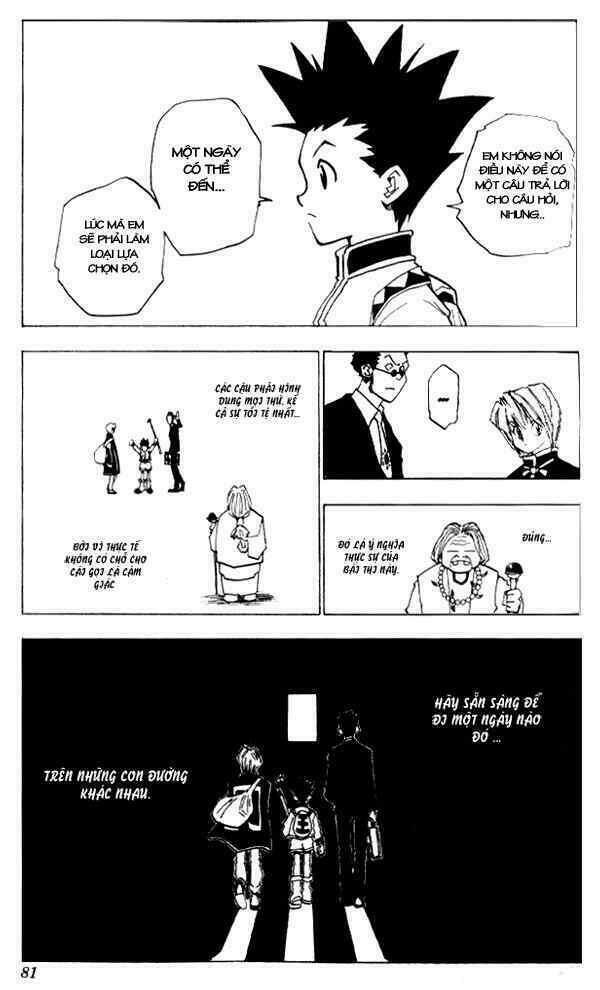 EM KHÔNG NÓI
ĐIỀU NÀY ĐỂ CÓ
MỘT CÂU TRẢ LỜI
CHO CÂU HỎI,
NHƯNG..
MỘT NGÀY
CÓ THỂ
ĐẾN...
LÚC MÀ EM
SẼ PHẢI LÀM
LOẠI LỰA
CHỌN ĐÓ.
...
CÁC CẬU PHẢI HÌNH
DUNG MỌI THỨ, KỂ
CẢ SỰ TỒI TỆ NHẤT...
BỞI VÌ THỰC TẾ
KHÔNG CÓ CHỖ CHO
CÁI GỌI LÀ CẢM
GIÁC
ĐÚNG...
ĐÓ LÀ Ý NGHĨA
THỰC SỰ CỦA
BÀI THI NÀY.
HÃY SẴN SÀNG ĐỂ
ĐI MỘT NGÀY NÀO
ĐÓ ...
TRÊN NHỮNG CON ĐƯỜNG
KHÁC NHAU.
81